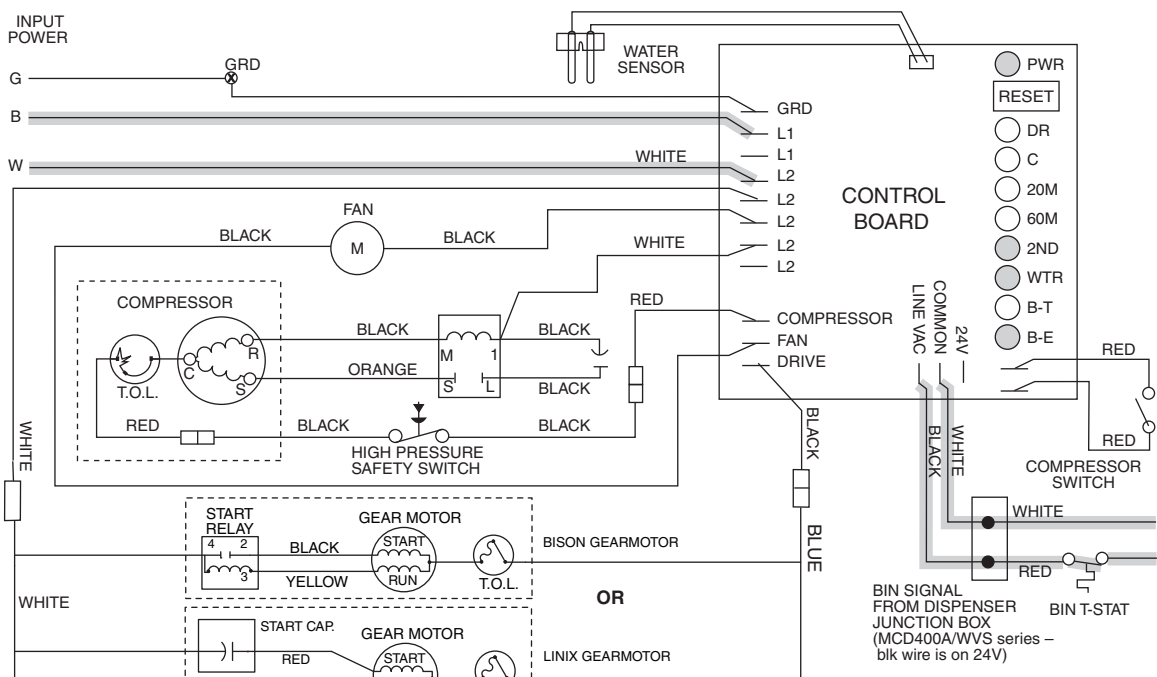 INPUT
POWER
G
GRD
B
W
WHITE
WATER
SENSOR
GRD
L1
L1
L2
L2
L2
L2
L2
CONTROL
BOARD
PWR
RESET
DR
C
20M
60M
2ND
WTR
B-T
B-E
FAN
BLACK
M
BLACK
WHITE
RED
COMPRESSOR
FAN
DRIVE
LINE VAC
COMMON
24V
RED
RED
COMPRESSOR
SWITCH
COMPRESSOR
T.O.L.
C
R
S
BLACK
ORANGE
M
1
S
L
BLACK
BLACK
RED
BLACK
BLACK
HIGH PRESSURE
SAFETY SWITCH
WHITE
BLACK
BLUE
BLACK
WHITE
WHITE
RED
BIN T-STAT
BIN SIGNAL
FROM DISPENSER
JUNCTION BOX
(MCD400A/WVS series –
blk wire is on 24V)
START
RELAY
4
2
3
BLACK
YELLOW
GEAR MOTOR
START
RUN
T.O.L.
BISON GEARMOTOR
OR
WHITE
START CAP.
RED
GEAR MOTOR
START
LINIX GEARMOTOR